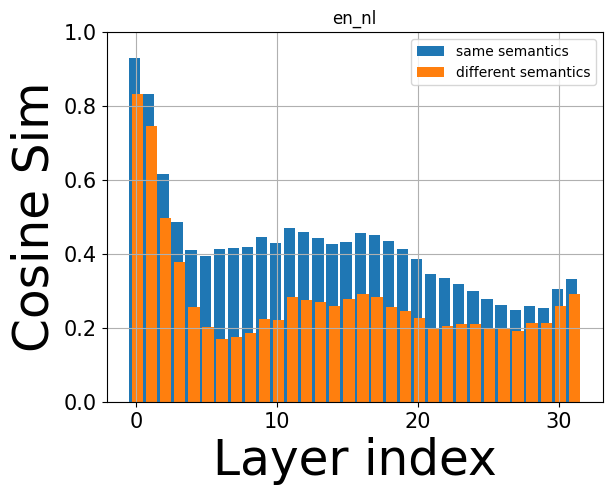 en_nl
same semantics
different semantics
Cosine Sim
1.0
0.8
0.6
0.4
0.2
0.0
0 10 20 30
Layer index